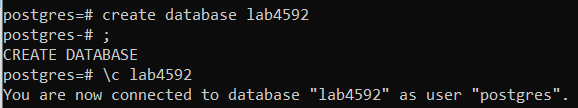 postgres=# create database lab4592
postgres-# ;
CREATE DATABASE
postgres=# \c lab4592
You are now connected to database "lab4592" as user "postgres".